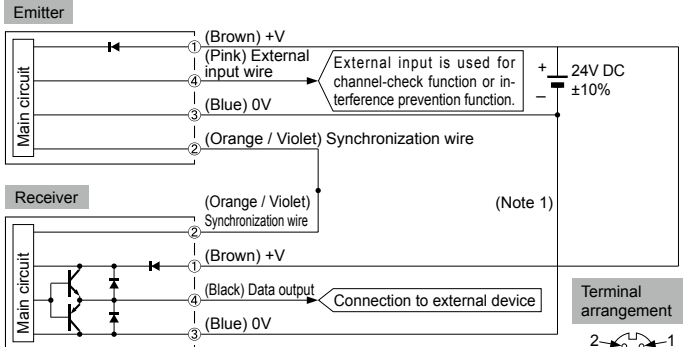 Emitter
Main circuit
① (Brown) +V
④ (Pink) External
input wire
External input is used for
channel-check function or in-
terference prevention function.
+
−
24V DC
±10%
③ (Blue) 0V
② (Orange / Violet) Synchronization wire
Receiver
Main circuit
(Orange / Violet)
Synchronization wire
②
(Note 1)
① (Brown) +V
④ (Black) Data output
Connection to external device
③ (Blue) 0V
Terminal
arrangement
2
1